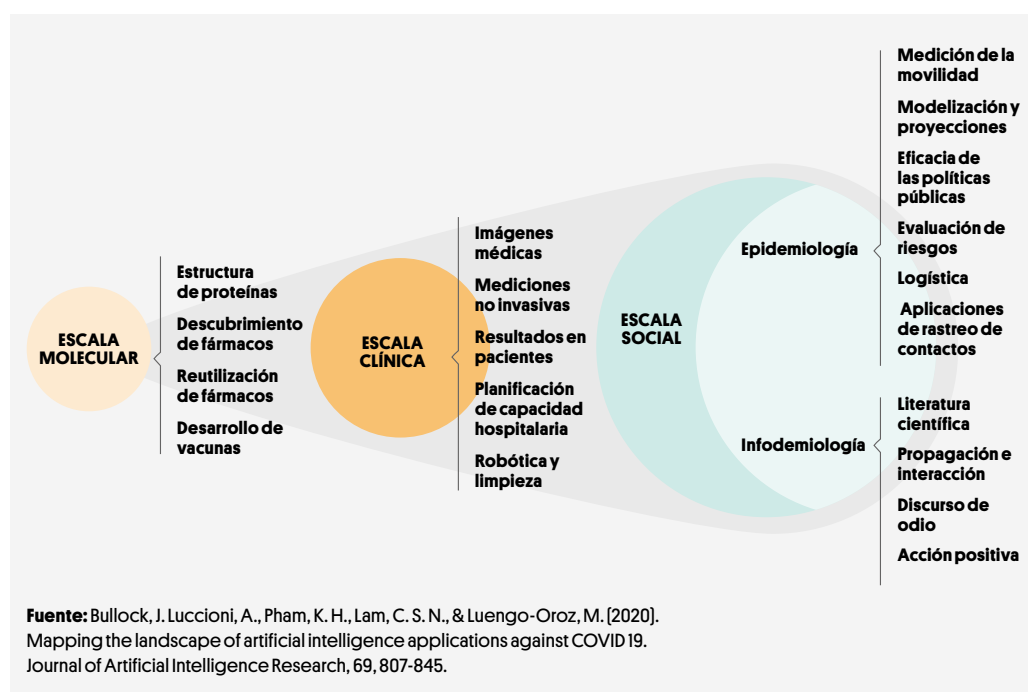 ESCALA
MOLECULAR
Estructura
de proteínas
Descubrimiento
de fármacos
Reutilización
de fármacos
Desarrollo de
vacunas
ESCALA
CLÍNICA
Imágenes
médicas
Mediciones
no invasivas
Resultados en
pacientes
Planificación
de capacidad
hospitalaria
Robótica y
limpieza
ESCALA
SOCIAL
Epidemiología
Medición de la
movilidad
Modelización y
proyecciones
Eficacia de
las políticas
públicas
Evaluación de
riesgos
Logística
Aplicaciones
de rastreo de
contactos
Infodemiología
Literatura
científica
Propagación e
interacción
Discurso de
odio
Acción positiva
Fuente: Bullock, J. Luccioni, A., Pham, K. H., Lam, C. S. N., & Luengo-Oroz, M. (2020).
Mapping the landscape of artificial intelligence applications against COVID 19.
Journal of Artificial Intelligence Research, 69, 807-845.